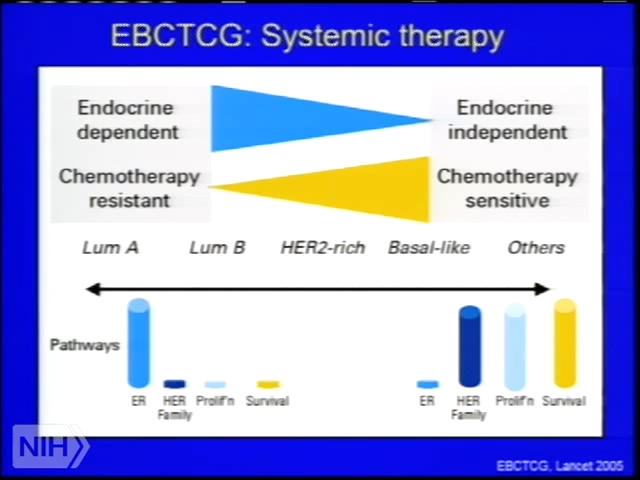 EBCTCG: Systemic therapy
Endocrine
dependent
Endocrine
independent
Chemotherapy
resistant
Chemotherapy
sensitive
Lum A Lum B HER2-rich Basal-like Others
Pathways
ER HER Family Prolif'n Survival
ER HER Family Prolif'n Survival
NIH
EBCTCG, Lancet 2005